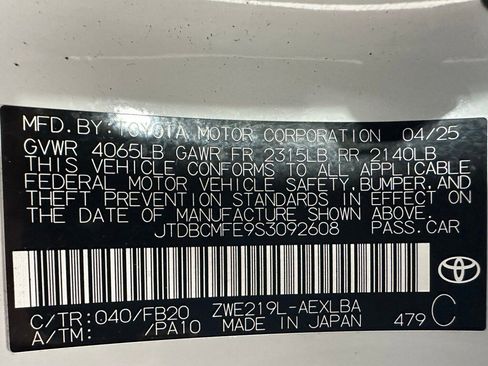 MFD.BY:TOYOTA MOTOR CORPORATION 04/25
GVWR 4065LB GAWR FR 2315LB RR 2140LB
THIS VEHICLE CONFORMS TO ALL APPLICABLE
FEDERAL MOTOR VEHICLE SAFETY, BUMPER, AND
THEFT PREVENTION STANDARDS IN EFFECT ON
THE DATE OF MANUFACTURE SHOWN ABOVE.
JTDBCMFE9S3092608 PASS.CAR
C/TR:040/FB20 ZWE219L-AEXLBA C
A/TM: /PA10 MADE IN JAPAN 479